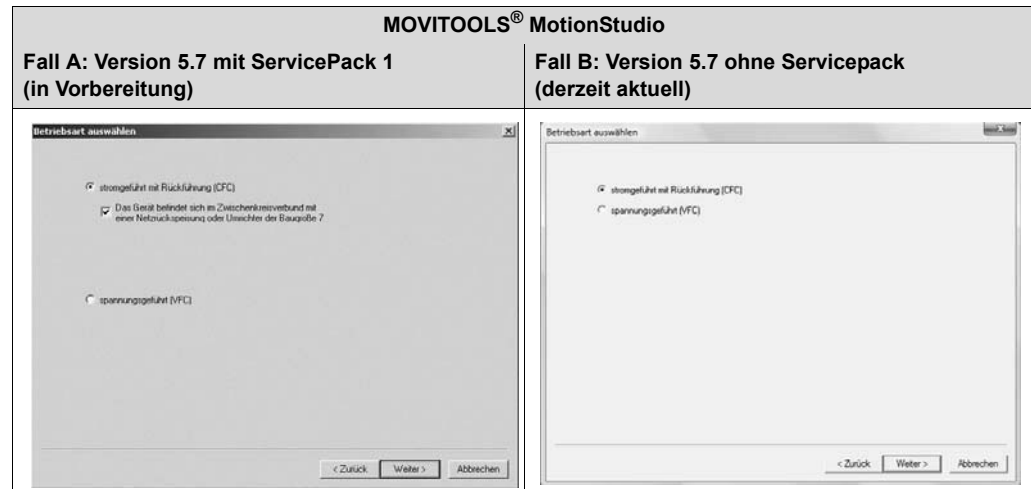 MOVITOOLS® MotionStudio
Fall A: Version 5.7 mit ServicePack 1
(in Vorbereitung)
Fall B: Version 5.7 ohne Servicepack
(derzeit aktuell)
Betriebsart auswählen
stromgeführt mit Rückführung (CFC)
Das Gerät befindet sich im Zwischenkreisverbund mit
einer Netzrückspeisung oder Umrichter der Baugröße 7
spannungsgeführt (VFC)
< Zurück Weiter > Abbrechen
Betriebsart auswählen
stromgeführt mit Rückführung (CFC)
spannungsgeführt (VFC)
< Zurück Weiter > Abbrechen